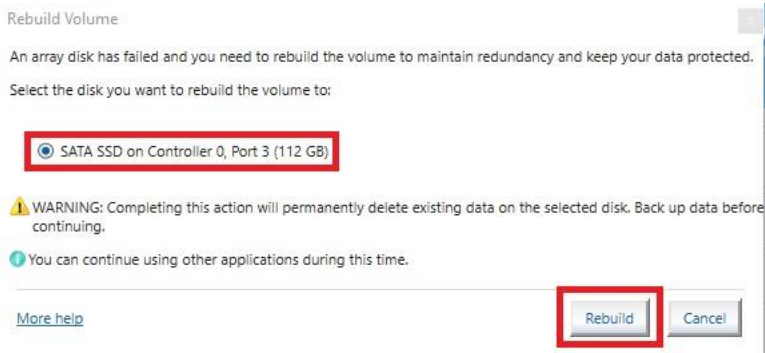 Rebuild Volume
An array disk has failed and you need to rebuild the volume to maintain redundancy and keep your data protected.
Select the disk you want to rebuild the volume to:
SATA SSD on Controller 0, Port 3 (112 GB)
WARNING: Completing this action will permanently delete existing data on the selected disk. Back up data before
continuing.
You can continue using other applications during this time.
More help
Rebuild
Cancel